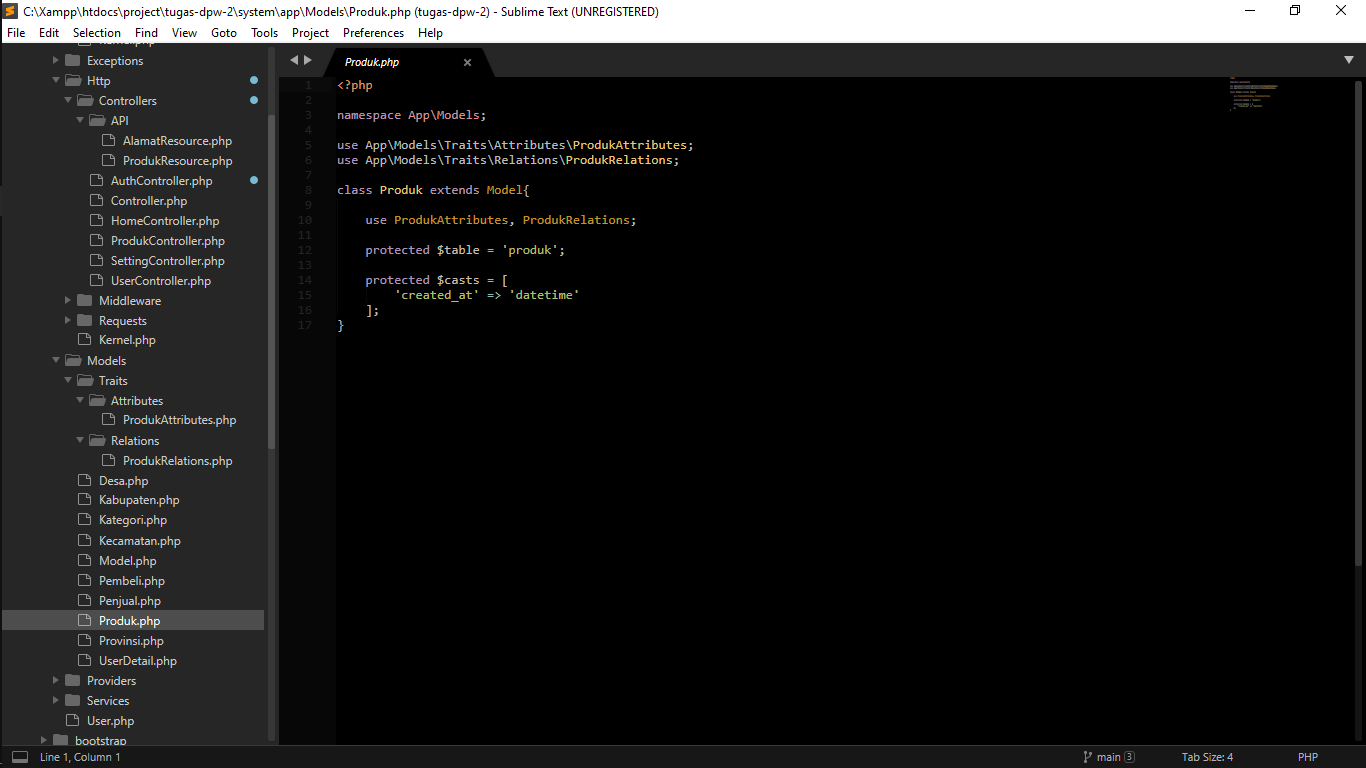 C:\Xampp\htdocs\project\tugas-dpw-2\system\app\Models\Produk.php (tugas-dpw-2) - Sublime Text (UNREGISTERED)
File Edit Selection Find View Goto Tools Project Preferences Help
Kernel.php
Exceptions
Http
Controllers
API
AlamatResource.php
ProdukResource.php
AuthController.php
Controller.php
HomeController.php
ProdukController.php
SettingController.php
UserController.php
Middleware
Requests
Kernel.php
Models
Traits
Attributes
ProdukAttributes.php
Relations
ProdukRelations.php
Desa.php
Kabupaten.php
Kategori.php
Kecamatan.php
Model.php
Pembeli.php
Penjual.php
Produk.php
Provinsi.php
UserDetail.php
Providers
Services
User.php
bootstrap
Produk.php
1 <?php
2
3 namespace App\Models;
4
5 use App\Models\Traits\Attributes\ProdukAttributes;
6 use App\Models\Traits\Relations\ProdukRelations;
7
8 class Produk extends Model{
9
10 use ProdukAttributes, ProdukRelations;
11
12 protected $table = 'produk';
13
14 protected $casts = [
15 'created_at' => 'datetime'
16 ];
17 }
Line 1, Column 1
main 3
Tab Size: 4
PHP